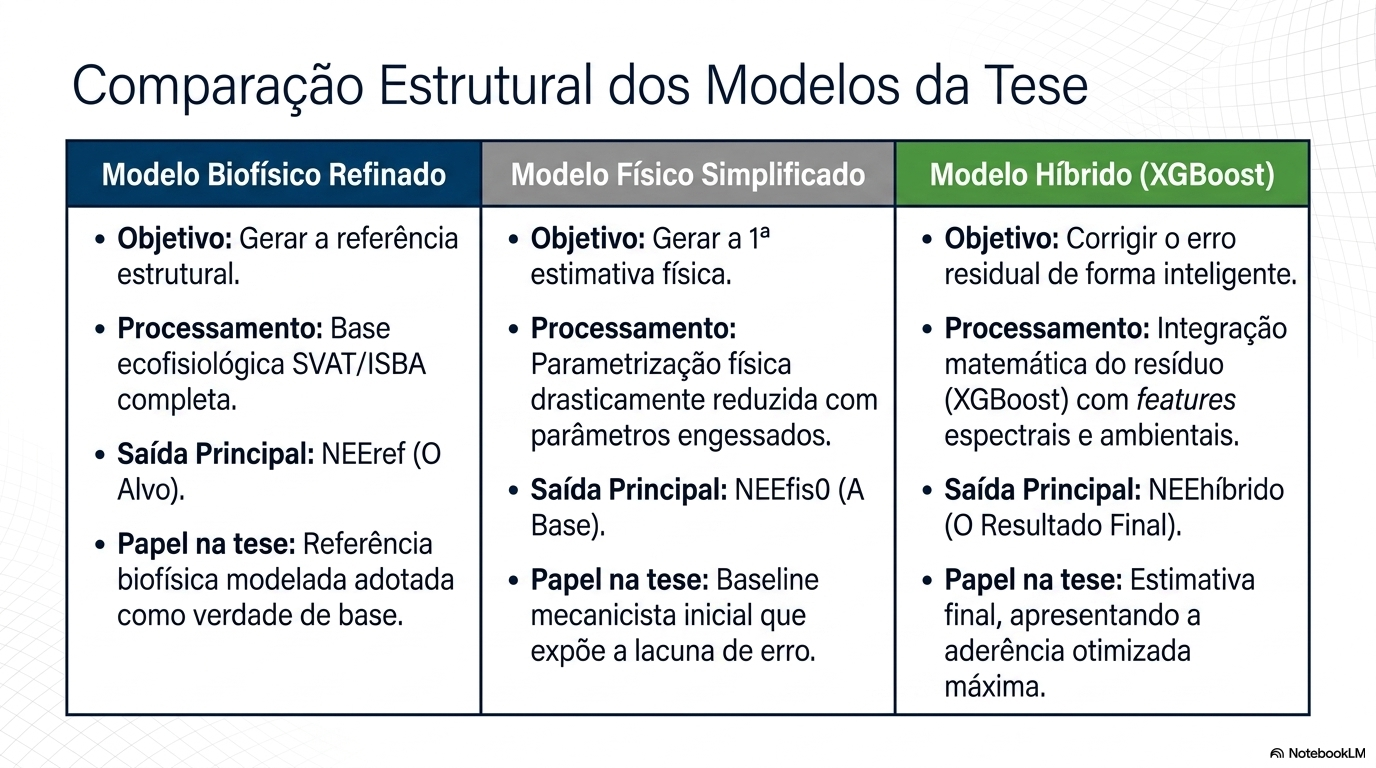 Comparação Estrutural dos Modelos da Tese
Modelo Biofísico Refinado
• Objetivo: Gerar a referência
estrutural.
• Processamento: Base
ecofisiológica SVAT/ISBA
completa.
• Saída Principal: NEEref (O
Alvo).
• Papel na tese: Referência
biofísica modelada adotada
como verdade de base.
Modelo Físico Simplificado
• Objetivo: Gerar a 1ª
estimativa física.
• Processamento:
Parametrização física
drasticamente reduzida com
parâmetros engessados.
• Saída Principal: NEEfis0 (A
Base).
• Papel na tese: Baseline
mecanicista inicial que
expõe a lacuna de erro.
Modelo Híbrido (XGBoost)
• Objetivo: Corrigir o erro
residual de forma inteligente.
• Processamento: Integração
matemática do resíduo
(XGBoost) com features
espectrais e ambientais.
• Saída Principal: NEEhíbrido
(O Resultado Final).
• Papel na tese: Estimativa
final, apresentando a
aderência otimizada
máxima.
NotebookLM